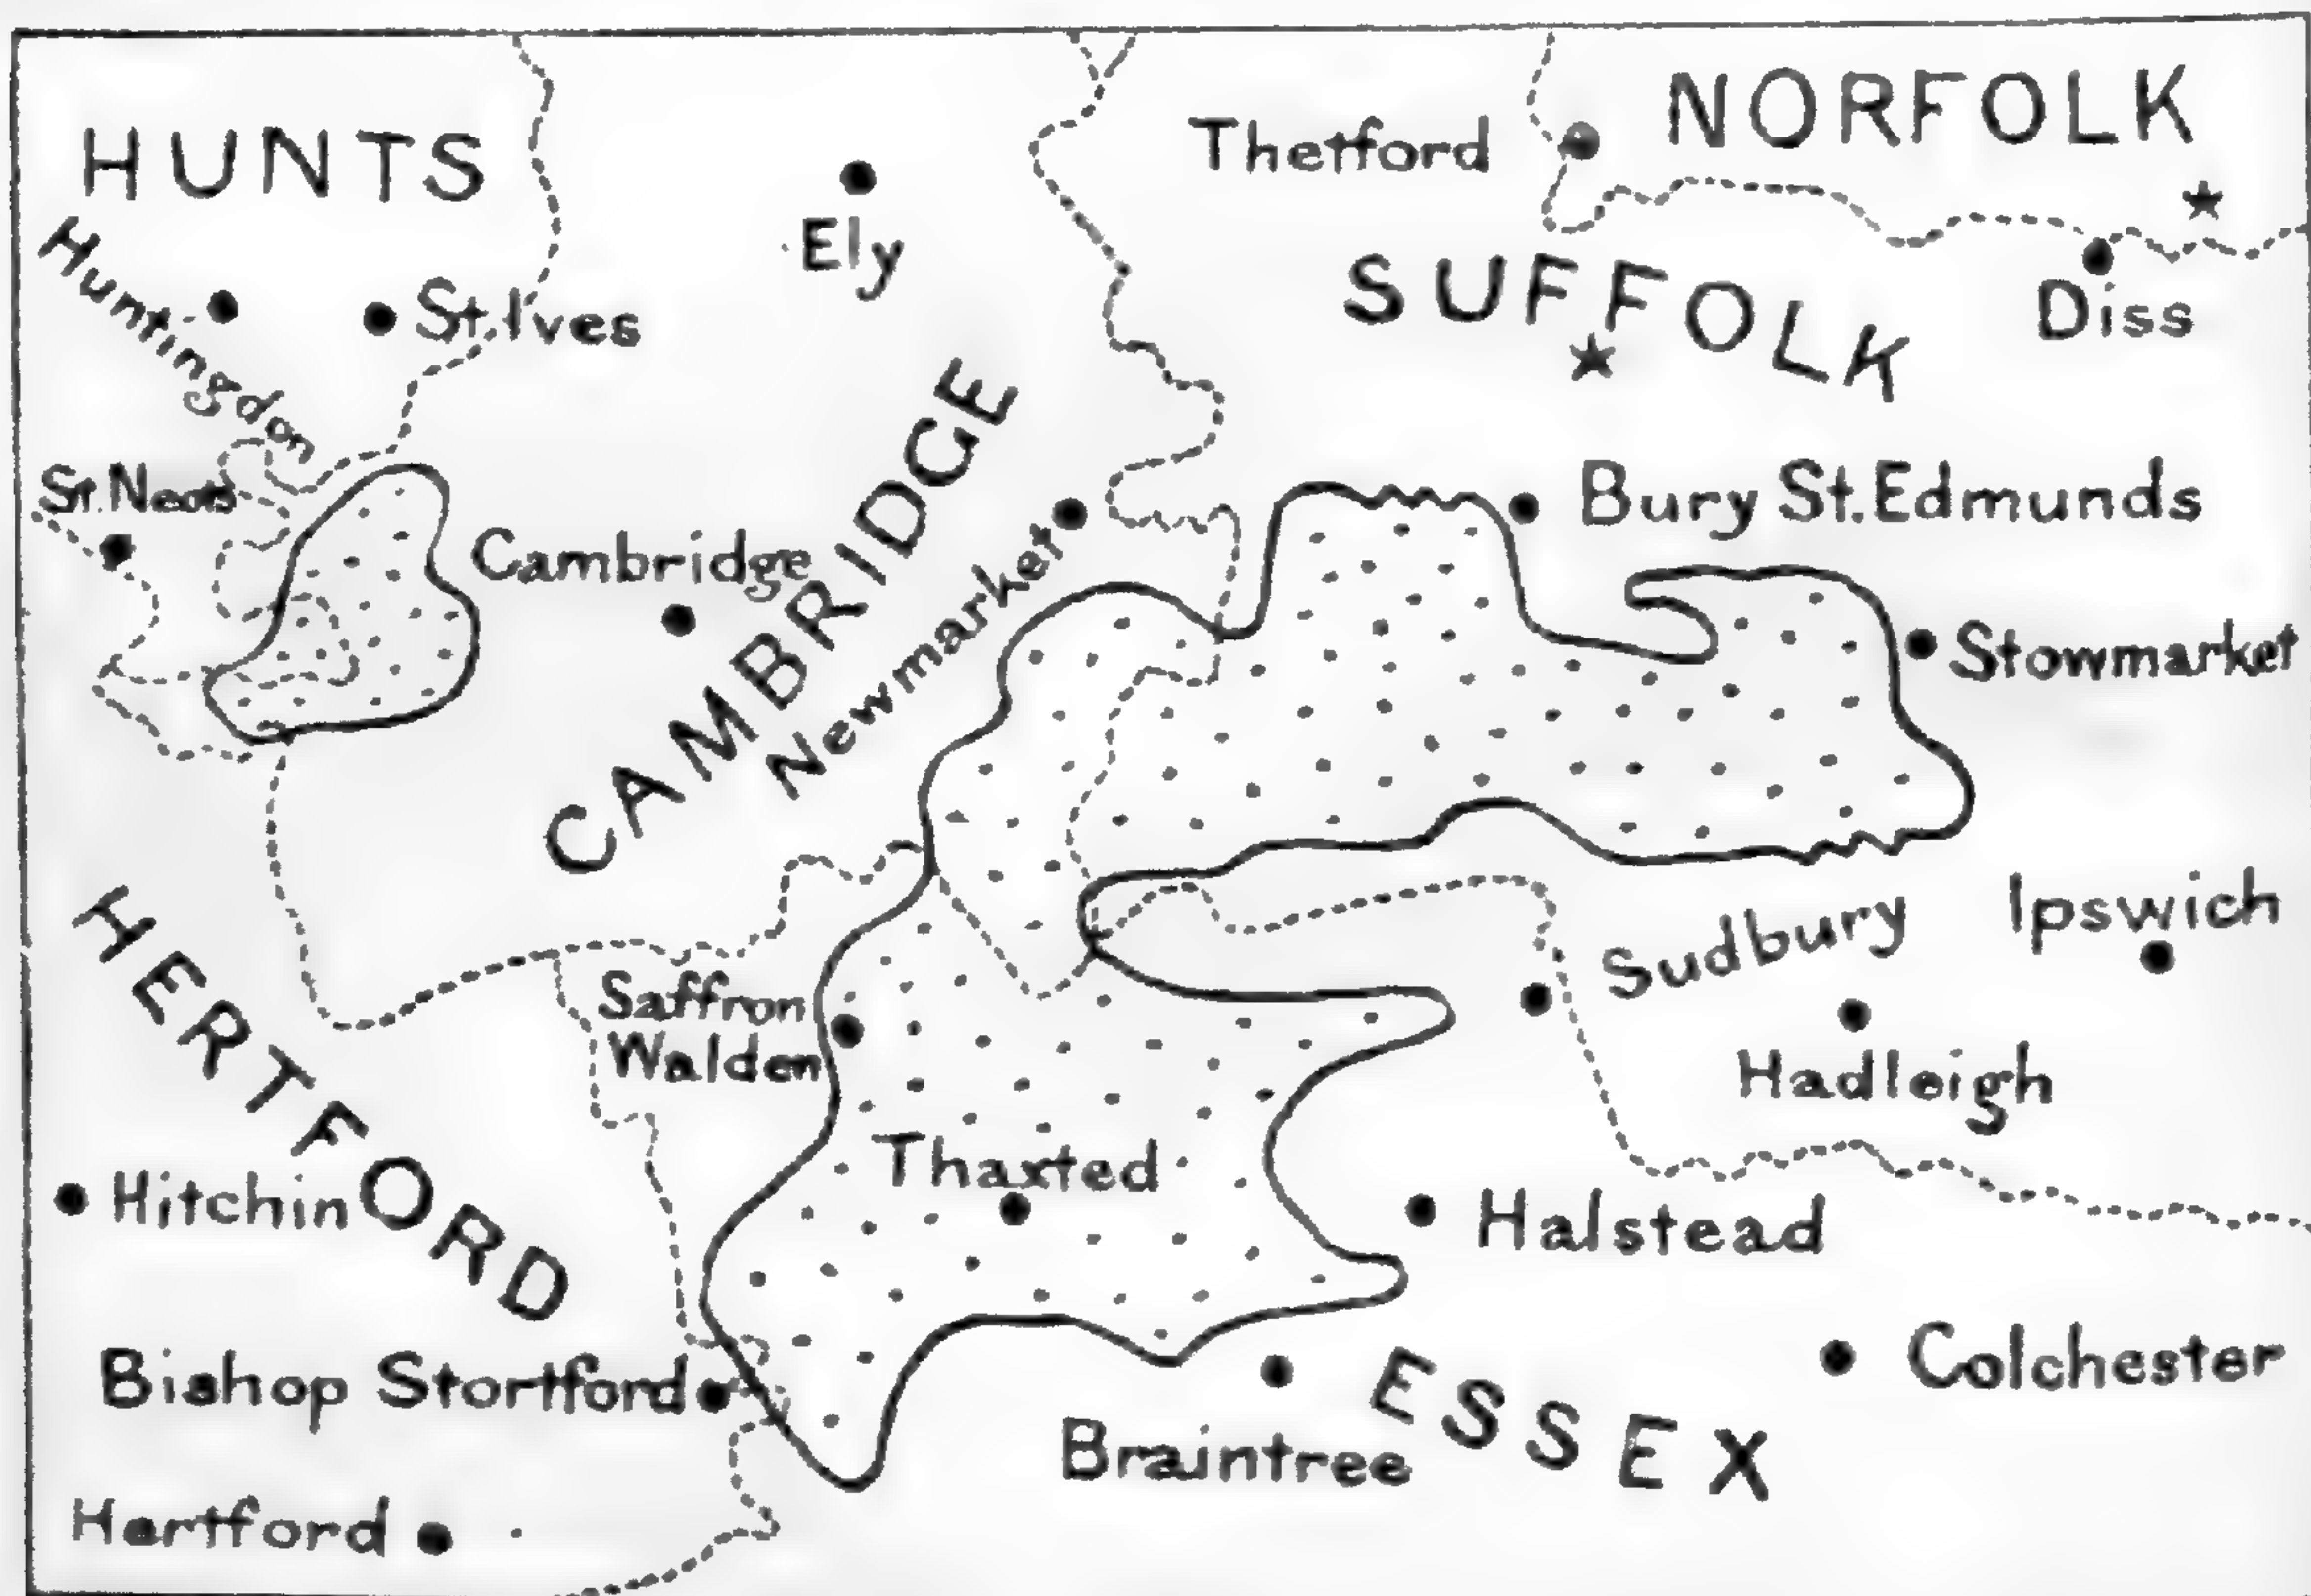 NORFOLK
HUNTS
Thetford
Ely
SUFFOLK
Huntingdon
St. Ives
Diss
St. Neots
Bury St. Edmunds
Cambridge
CAMBRIDGE
Newmarket
Stowmarket
HERTFORD
Sudbury
Ipswich
Saffron
Walden
Hadleigh
Thaxted
Hitchin
Halstead
Bishop Stortford
Colchester
Braintree
ESSEX
Hertford